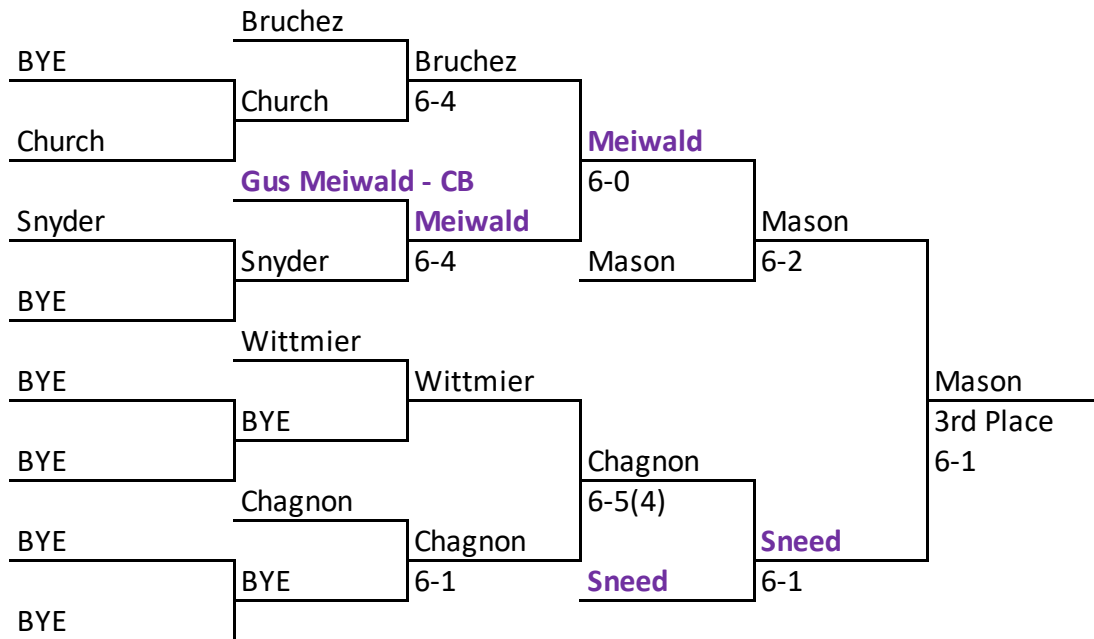 Bruchez
BYE
Bruchez
Church
6-4
Church
Meiwald
Gus Meiwald - CB
6-0
Snyder
Meiwald
Mason
Snyder
6-4
Mason
6-2
BYE
Wittmier
BYE
Wittmier
Mason
BYE
3rd Place
BYE
Chagnon
6-1
Chagnon
6-5(4)
BYE
Chagnon
Sneed
BYE
6-1
Sneed
6-1
BYE